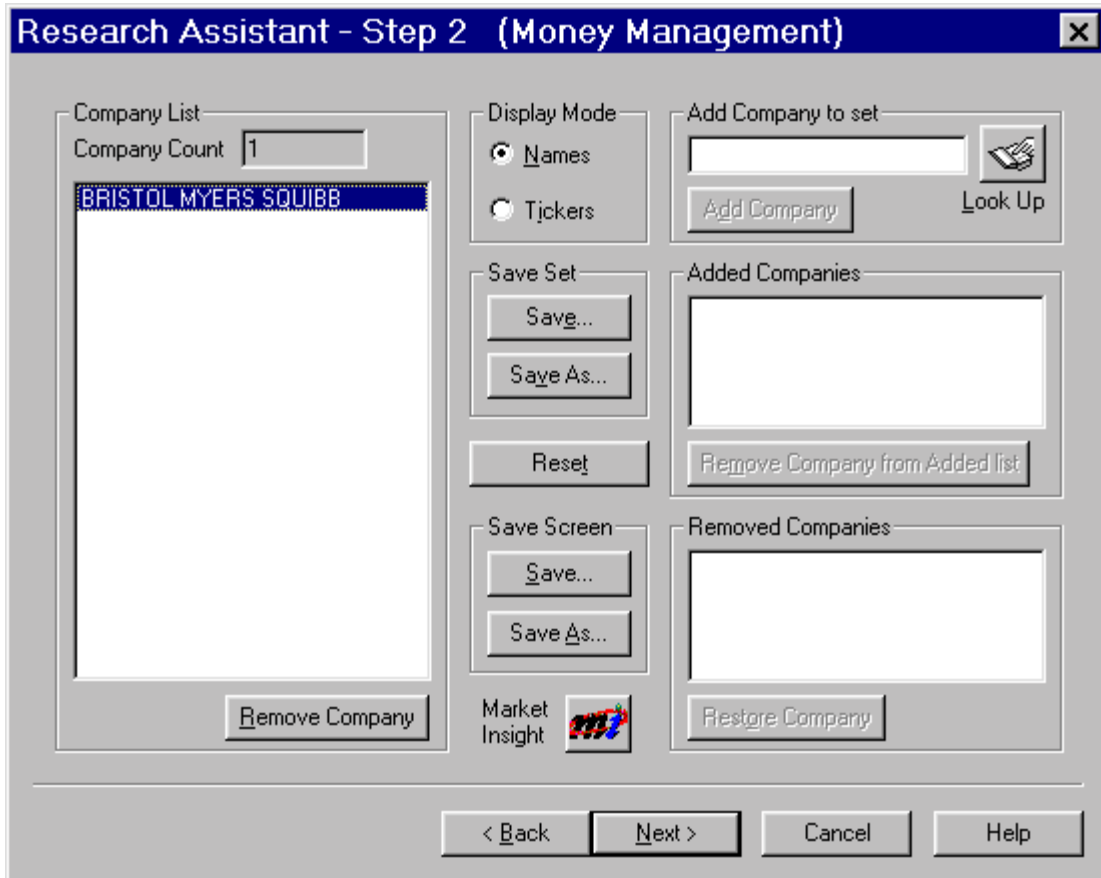 Research Assistant - Step 2 (Money Management)
Company List
Company Count 1
BRISTOL MYERS SQUIBB
Remove Company
Display Mode
Names
Tickers
Save Set
Save...
Save As...
Reset
Save Screen
Save...
Save As...
Market
Insight
mi
Add Company to set
Add Company
Look Up
Added Companies
Remove Company from Added list
Removed Companies
Restore Company
< Back
Next >
Cancel
Help